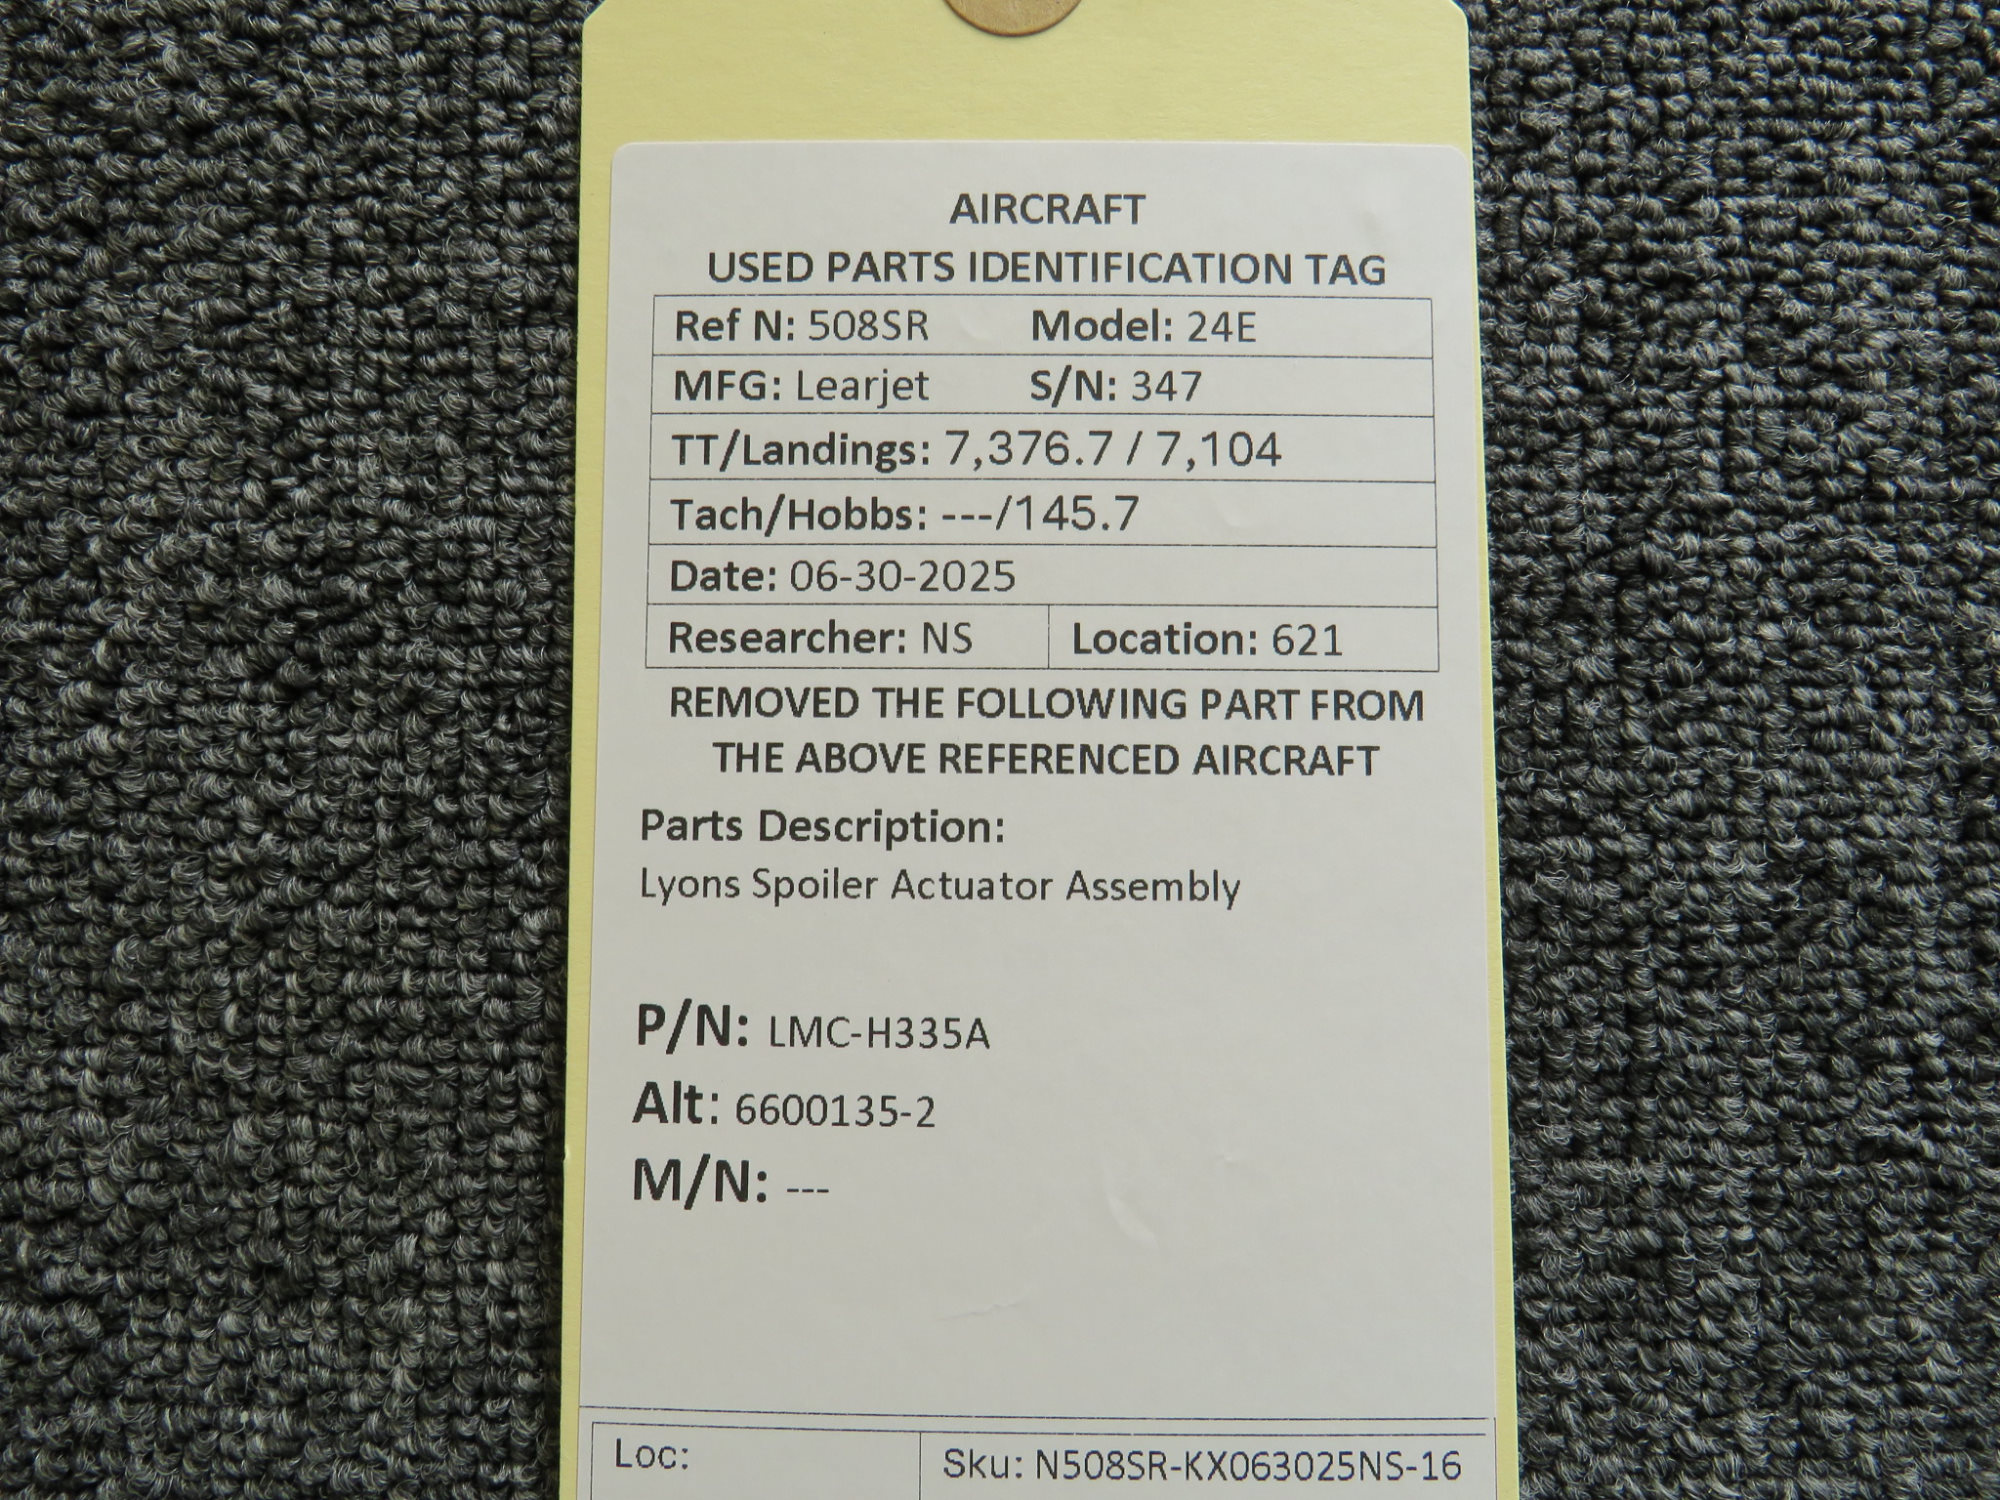 AIRCRAFT
USED PARTS IDENTIFICATION TAG
Ref N: 508SR Model: 24E
MFG: Learjet S/N: 347
TT/Landings: 7,376.7 / 7,104
Tach/Hobbs: ---/145.7
Date: 06-30-2025
Researcher: NS Location: 621
REMOVED THE FOLLOWING PART FROM
THE ABOVE REFERENCED AIRCRAFT
Parts Description:
Lyons Spoiler Actuator Assembly
P/N: LMC-H335A
Alt: 6600135-2
M/N: ---
Loc: Sku: N508SR-KX063025NS-16